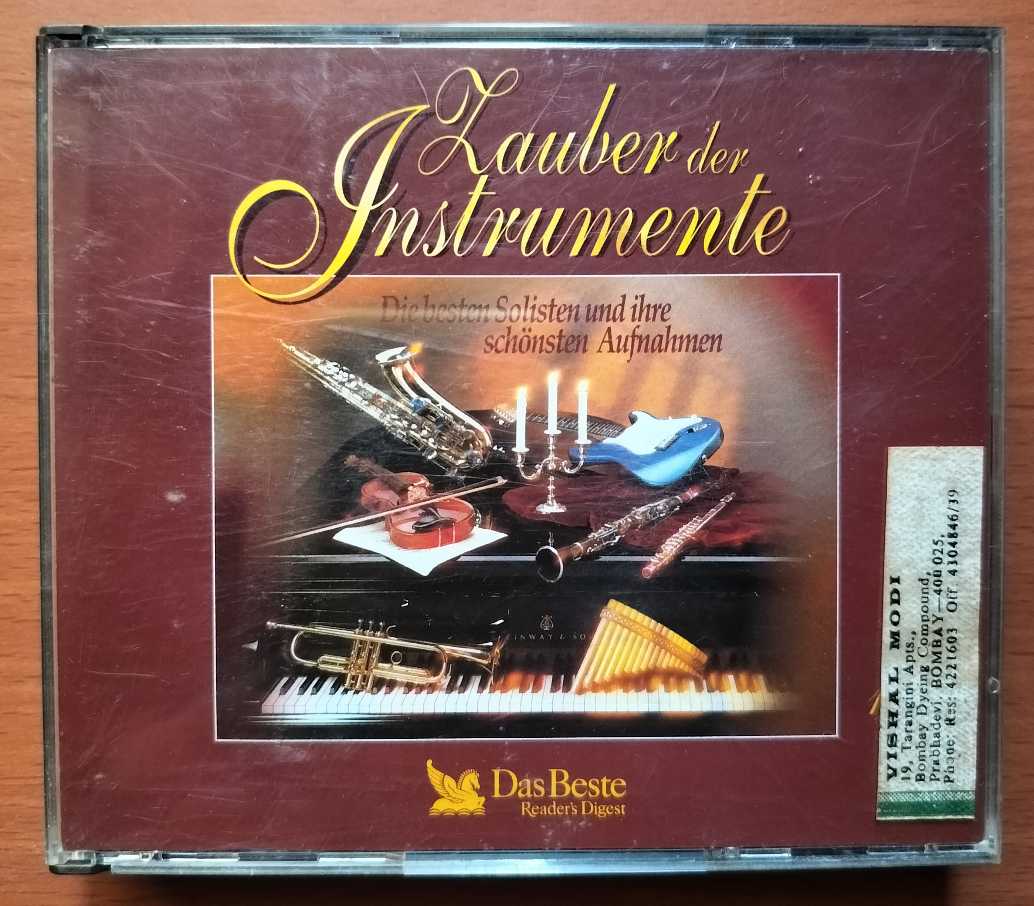 Zauber der
Instrumente
Die besten Solisten und ihre
schönsten Aufnahmen
Das Beste
Reader's Digest
VISHAL MODI
19, Tarangini Apts.,
Bombay Dyeing Compound,
Prabhadevi, BOMBAY—400 025.
Phone: Res: 4221603 Off: 4304846/39